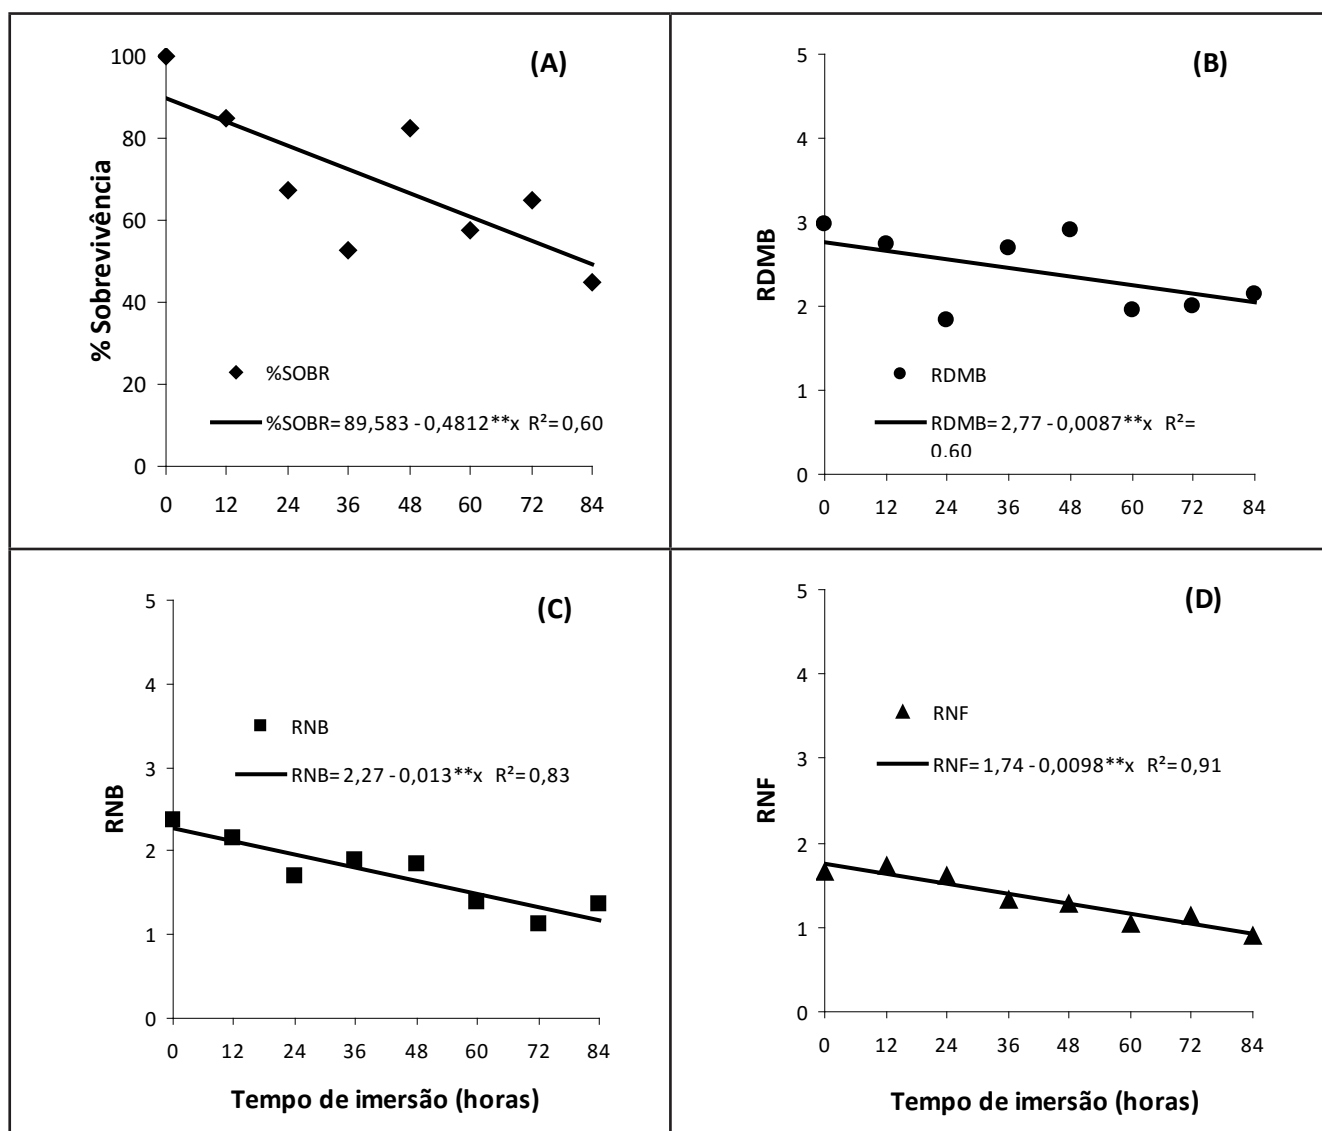 (A)
100
80
60
40
20
0
% Sobrevivência
%SOBR
%SOBR= 89,583 - 0,4812**x R²= 0,60
0 12 24 36 48 60 72 84
(B)
5
4
3
2
1
0
RDMB
RDMB
RDMB= 2,77 - 0,0087**x R²=
0,60
0 12 24 36 48 60 72 84
(C)
5
4
3
2
1
0
RNB
RNB
RNB= 2,27 - 0,013**x R²= 0,83
0 12 24 36 48 60 72 84
Tempo de imersão (horas)
(D)
5
4
3
2
1
0
RNF
RNF
RNF= 1,74 - 0,0098**x R²= 0,91
0 12 24 36 48 60 72 84
Tempo de imersão (horas)